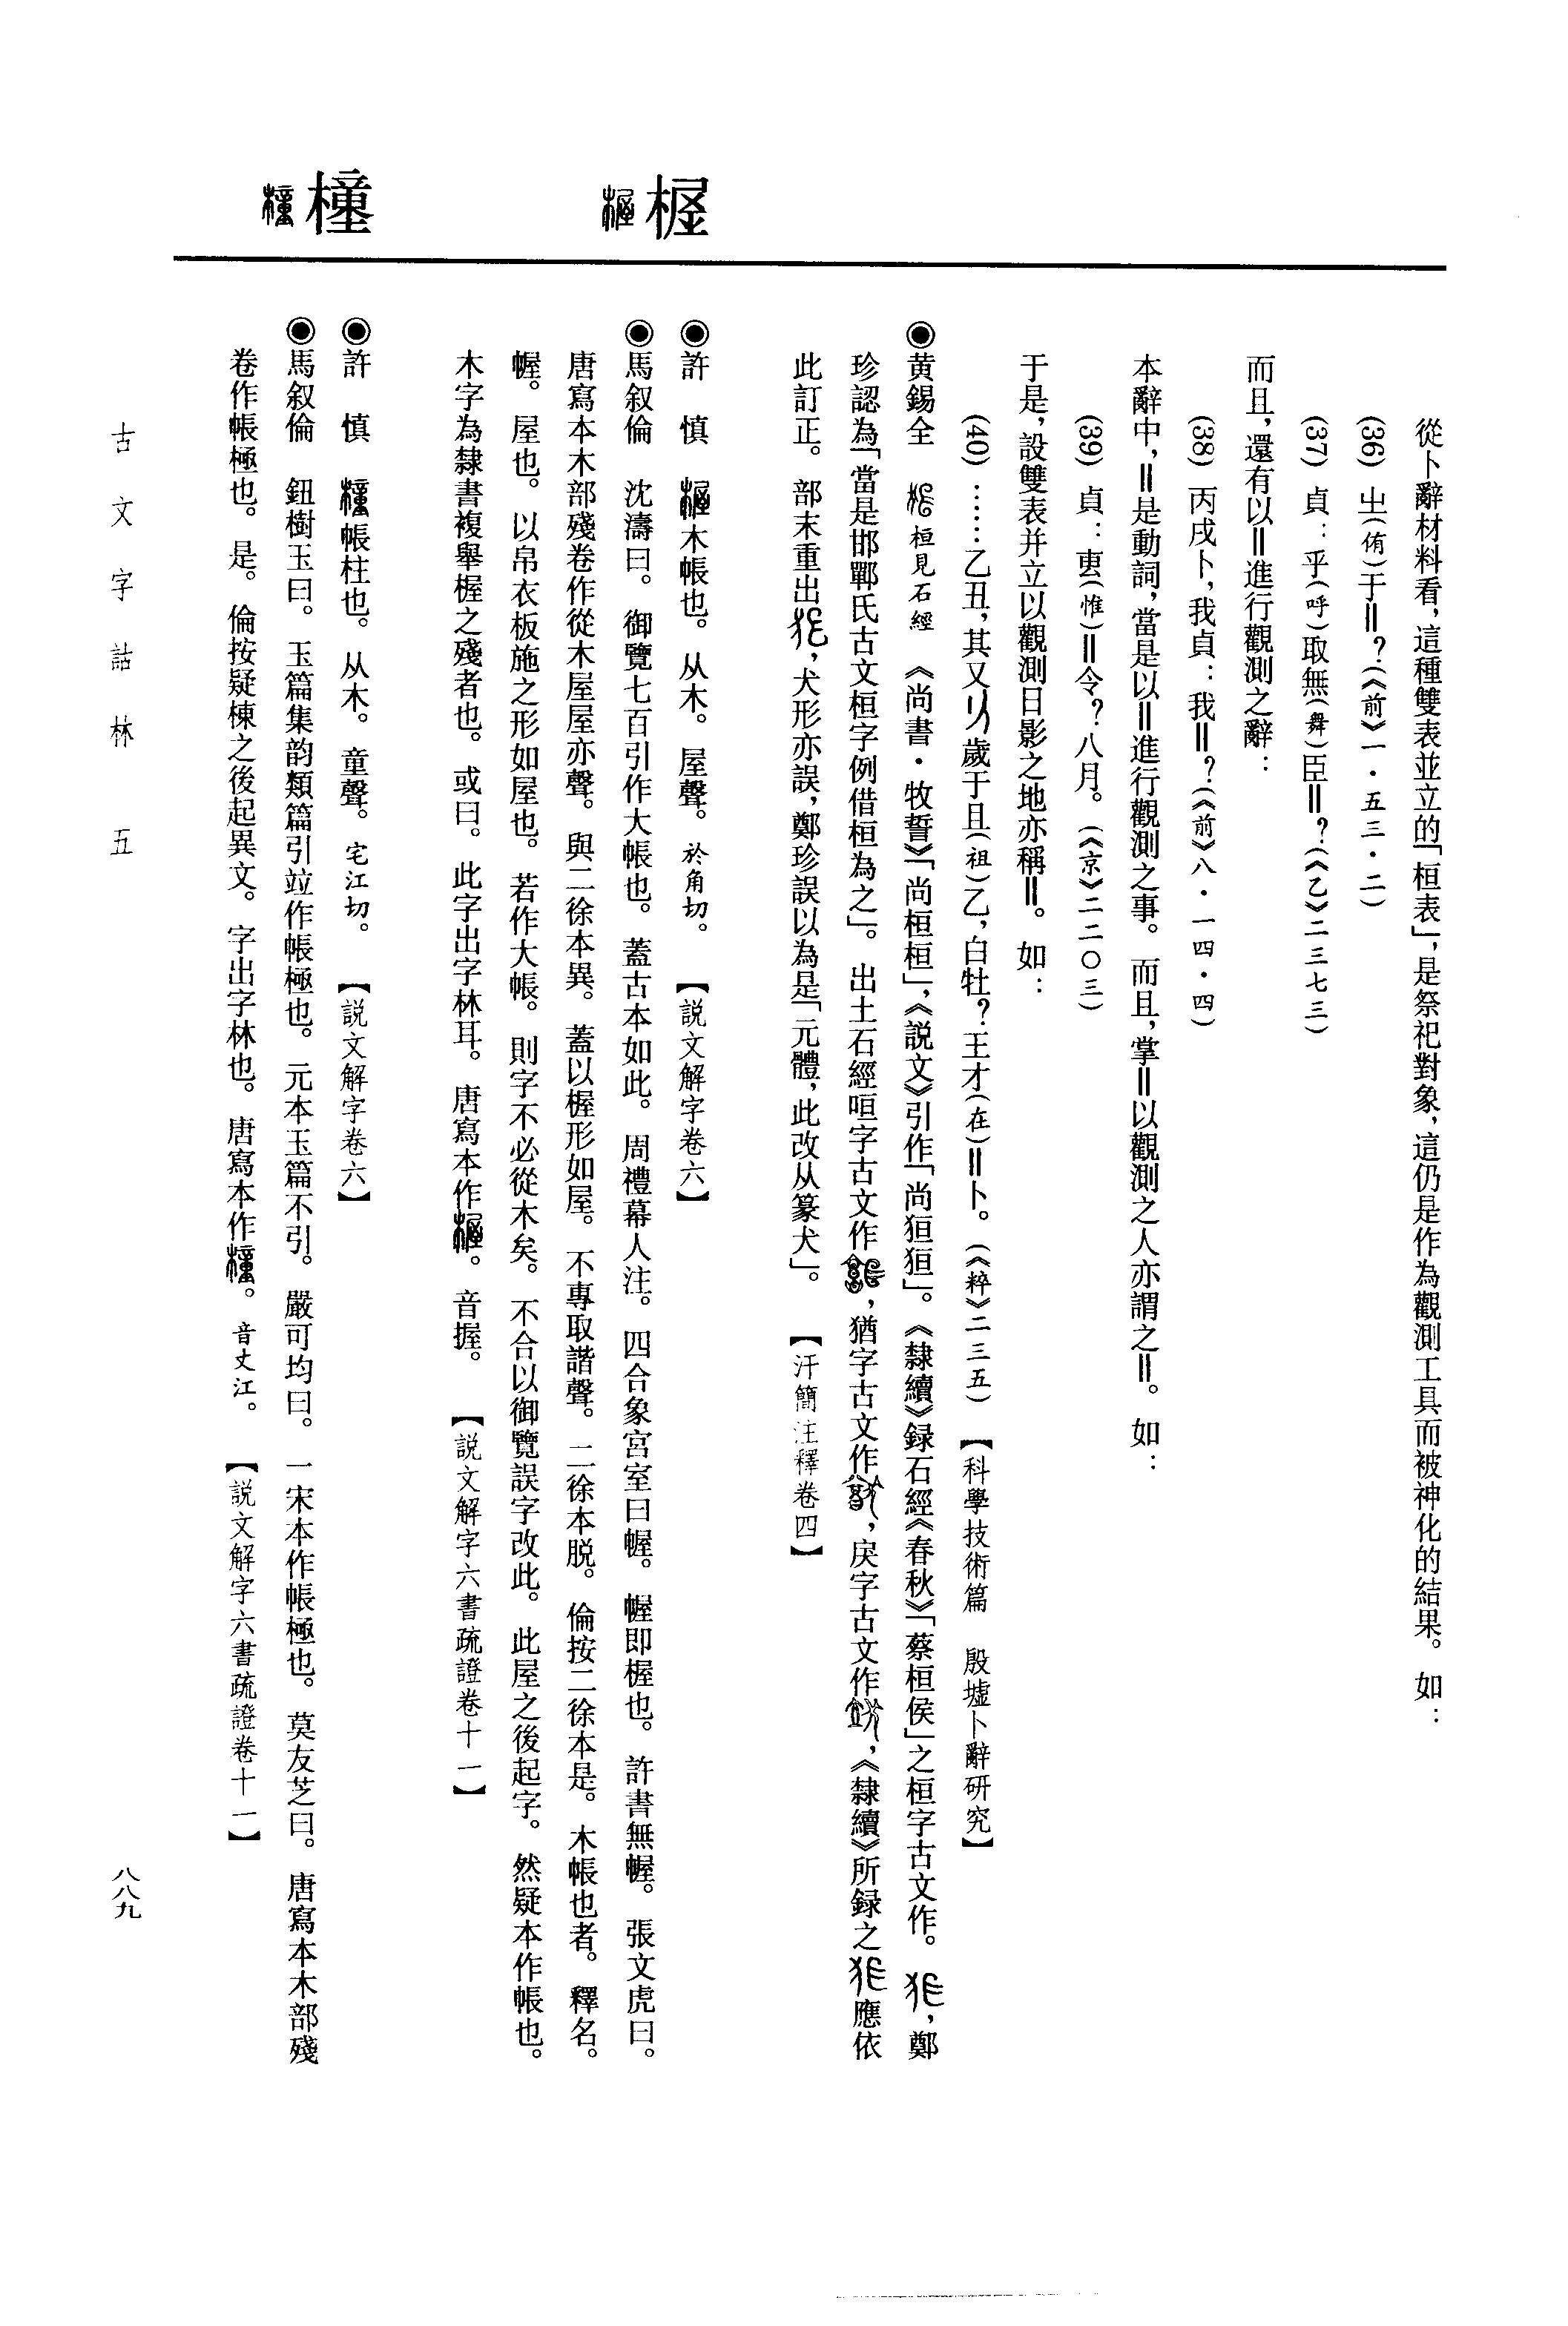 楃
橦
從卜辭材料看，這種雙表並立的「桓表」，是祭祀對象，這仍是作為觀測工具而被神化的結果。如：
(36) 㞢（侑）于‖？（《前》一·五三·二）
(37) 貞：乎（呼）取無（舞）臣‖？（《乙》二三七三）
而且，還有以‖進行觀測之辭：
(38) 丙戌卜，我貞：我‖？（《前》八·一四·四）
本辭中，‖是動詞，當是以‖進行觀測之事。而且，掌‖以觀測之人亦謂之‖。如：
(39) 貞：叀（惟）‖令？八月。（《京》二二〇三）
于是，設雙表并立以觀測日影之地亦稱‖。如：
(40) ……乙丑，其又歲于且（祖）乙，白牡？王才（在）‖卜。（《粹》二三五）【科學技術篇　殷墟卜辭研究】
◉黄錫全　桓見石經　《尚書·牧誓》「尚桓桓」，《説文》引作「尚狟狟」。《隸續》録石經《春秋》「蔡桓侯」之桓字古文作。，鄭
珍認為「當是邯鄲氏古文桓字例借桓為之」。出土石經咺字古文作，猶字古文作，戾字古文作，《隸續》所録之應依
此訂正。部末重出，犬形亦誤，鄭珍誤以為是「元體，此改从篆犬」。【汗簡注釋卷四】
◉許　慎　木帳也。从木。屋聲。於角切。【説文解字卷六】
◉馬叙倫　沈濤曰。御覽七百引作大帳也。蓋古本如此。周禮幕人注。四合象宮室曰幄。幄即楃也。許書無幄。張文虎曰。
唐寫本木部殘卷作從木屋屋亦聲。與二徐本異。蓋以楃形如屋。不專取諧聲。二徐本脱。倫按二徐本是。木帳也者。釋名。
幄。屋也。以帛衣板施之形如屋也。若作大帳。則字不必從木矣。不合以御覽誤字改此。此屋之後起字。然疑本作帳也。
木字為隸書複舉楃之殘者也。或曰。此字出字林耳。唐寫本作。音握。【説文解字六書疏證卷十一】
◉許　慎　帳柱也。从木。童聲。宅江切。【説文解字卷六】
◉馬叙倫　鈕樹玉曰。玉篇集韵類篇引竝作帳極也。元本玉篇不引。嚴可均曰。一宋本作帳極也。莫友芝曰。唐寫本木部殘
卷作帳極也。是。倫按疑棟之後起異文。字出字林也。唐寫本作。音丈江。【説文解字六書疏證卷十一】
古文字詁林　五
八八九